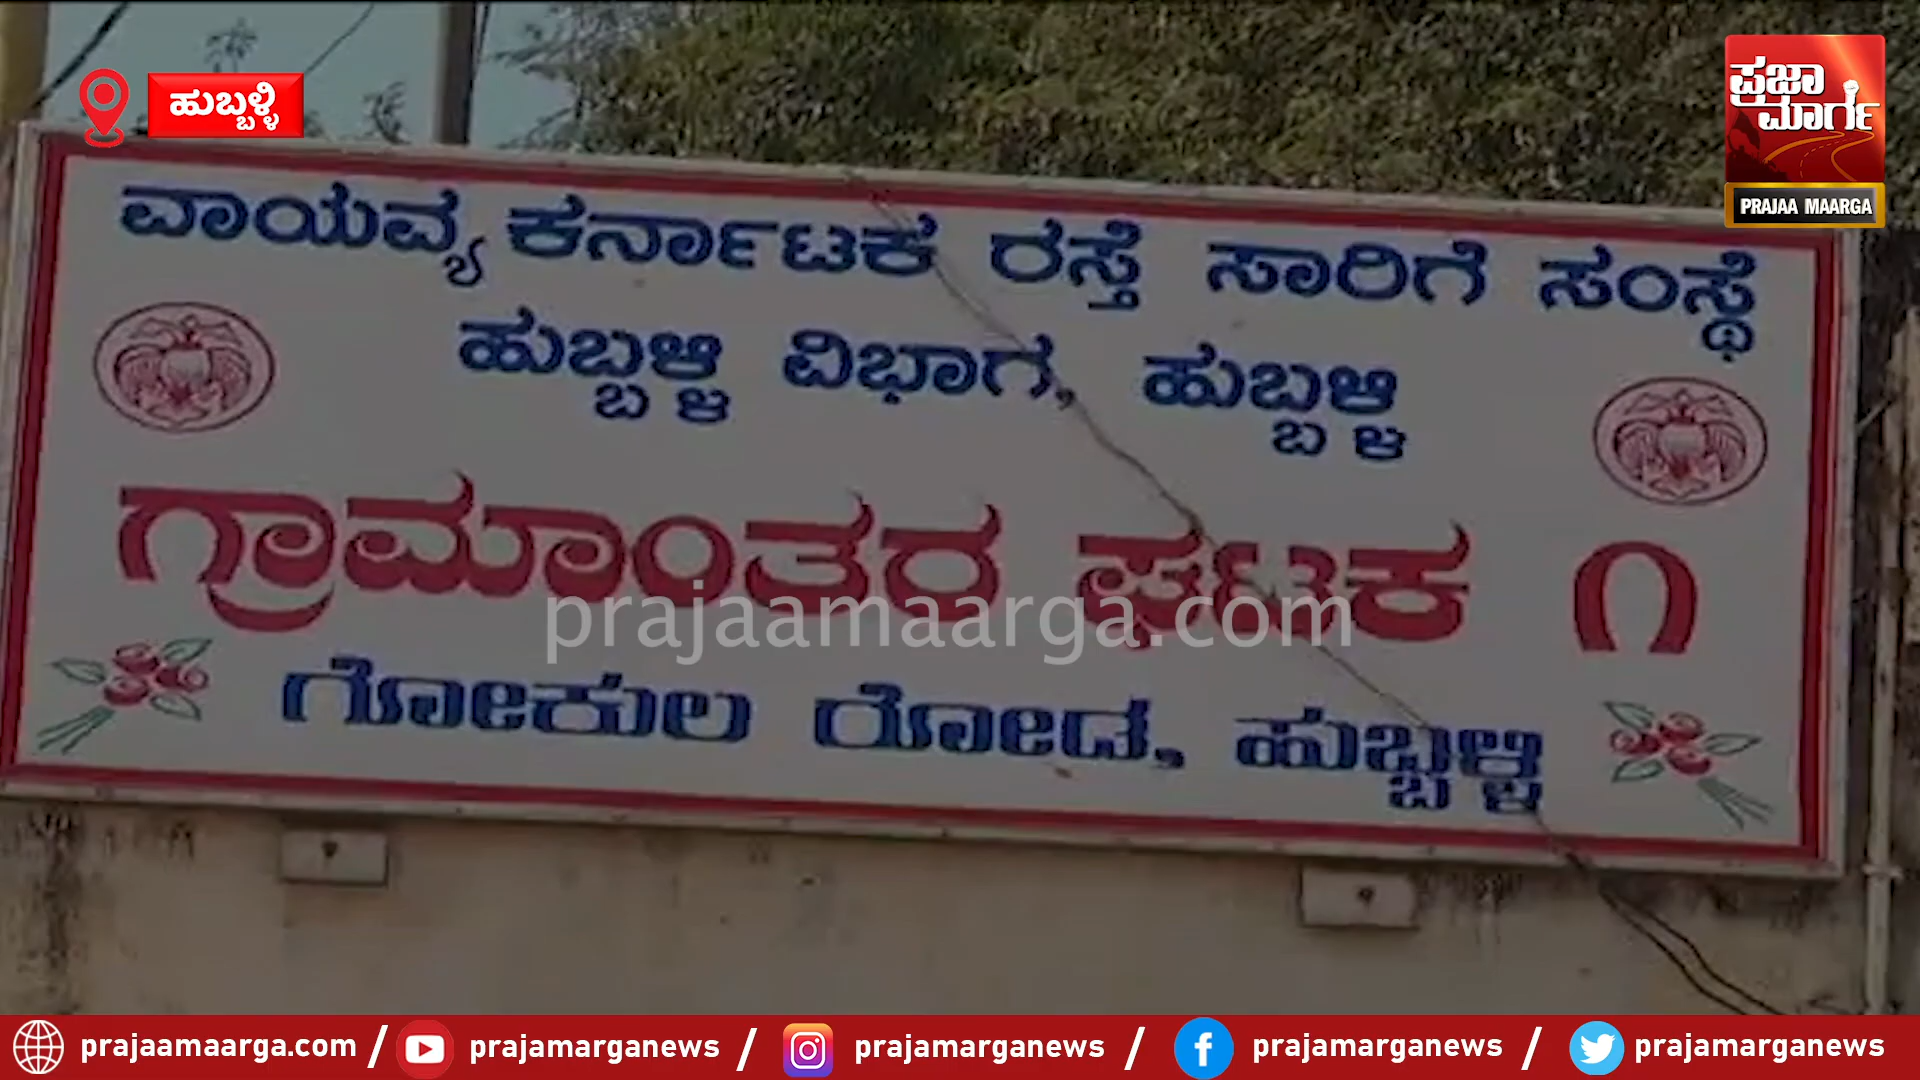 ಹುಬ್ಬಳ್ಳಿ
ಪ್ರಜಾ
ಮಾರ್ಗ
PRAJAA MAARGA
ವಾಯವ್ಯ ಕರ್ನಾಟಕ ರಸ್ತೆ ಸಾರಿಗೆ ಸಂಸ್ಥೆ
ಹುಬ್ಬಳ್ಳಿ ವಿಭಾಗ, ಹುಬ್ಬಳ್ಳಿ
ಗ್ರಾಮಾಂತರ ಘಟಕ ೧
prajaamaarga.com
ಗೋಕುಲ ರೋಡ, ಹುಬ್ಬಳ್ಳಿ
prajaamaarga.com / prajamarganews / prajamarganews / prajamarganews / prajamarganews